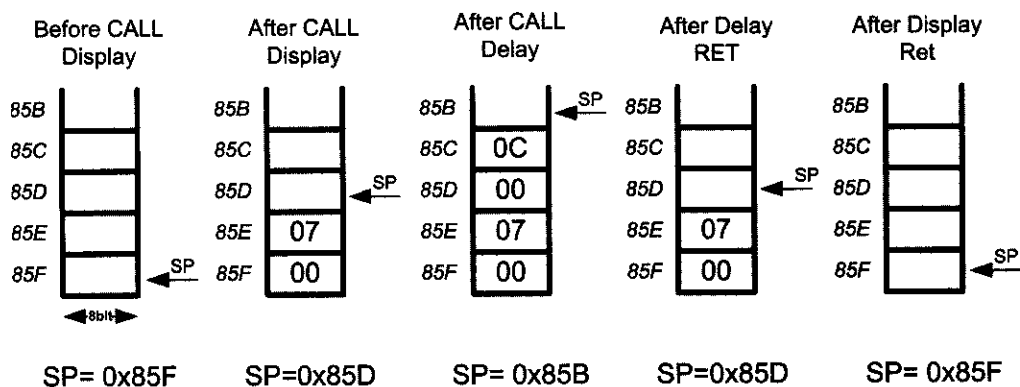 Before CALL
Display
85B
85C
85D
85E
85F
SP
8bit
SP= 0x85F
After CALL
Display
85B
85C
85D
85E
85F
07
00
SP
SP=0x85D
After CALL
Delay
85B
85C
85D
85E
85F
0C
00
07
00
SP
SP= 0x85B
After Delay
RET
85B
85C
85D
85E
85F
07
00
SP
SP=0x85D
After Display
Ret
85B
85C
85D
85E
85F
SP
SP= 0x85F